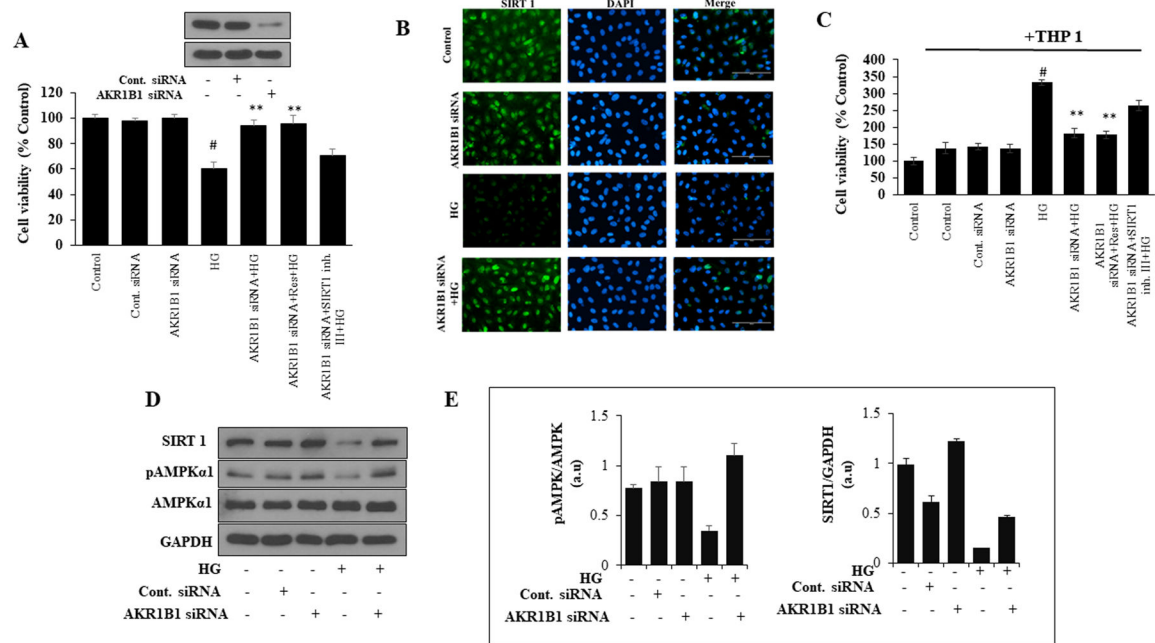 A
Cont. siRNA - + -
AKR1B1 siRNA - - +
Cell viability (% Control)
120
100
80
60
40
20
0
#
**
**
Control
Cont. siRNA
AKR1B1 siRNA
HG
AKR1B1 siRNA+HG
AKR1B1 siRNA+Res+HG
AKR1B1 siRNA+SIRT1 inh.
III+HG
B
SIRT 1 DAPI Merge
Control
AKR1B1 siRNA
HG
AKR1B1 siRNA
+HG
C
+THP 1
Cell viability (% Control)
400
350
300
250
200
150
100
50
0
#
**
**
Control
Control
Cont. siRNA
AKR1B1 siRNA
HG
AKR1B1 siRNA+HG
AKR1B1
siRNA+Res+HG
AKR1B1 siRNA+SIRT1
inh. III+HG
D
SIRT 1
pAMPKα1
AMPKα1
GAPDH
HG - - - + +
Cont. siRNA - + - - -
AKR1B1 siRNA - - + - +
E
pAMPK/AMPK
(a.u)
1.5
1
0.5
0
HG - - - + +
Cont. siRNA - + - - -
AKR1B1 siRNA - - + - +
SIRT1/GAPDH
(a.u)
1.5
1
0.5
0
HG - - - + +
Cont. siRNA - + - - -
AKR1B1 siRNA - - + - +